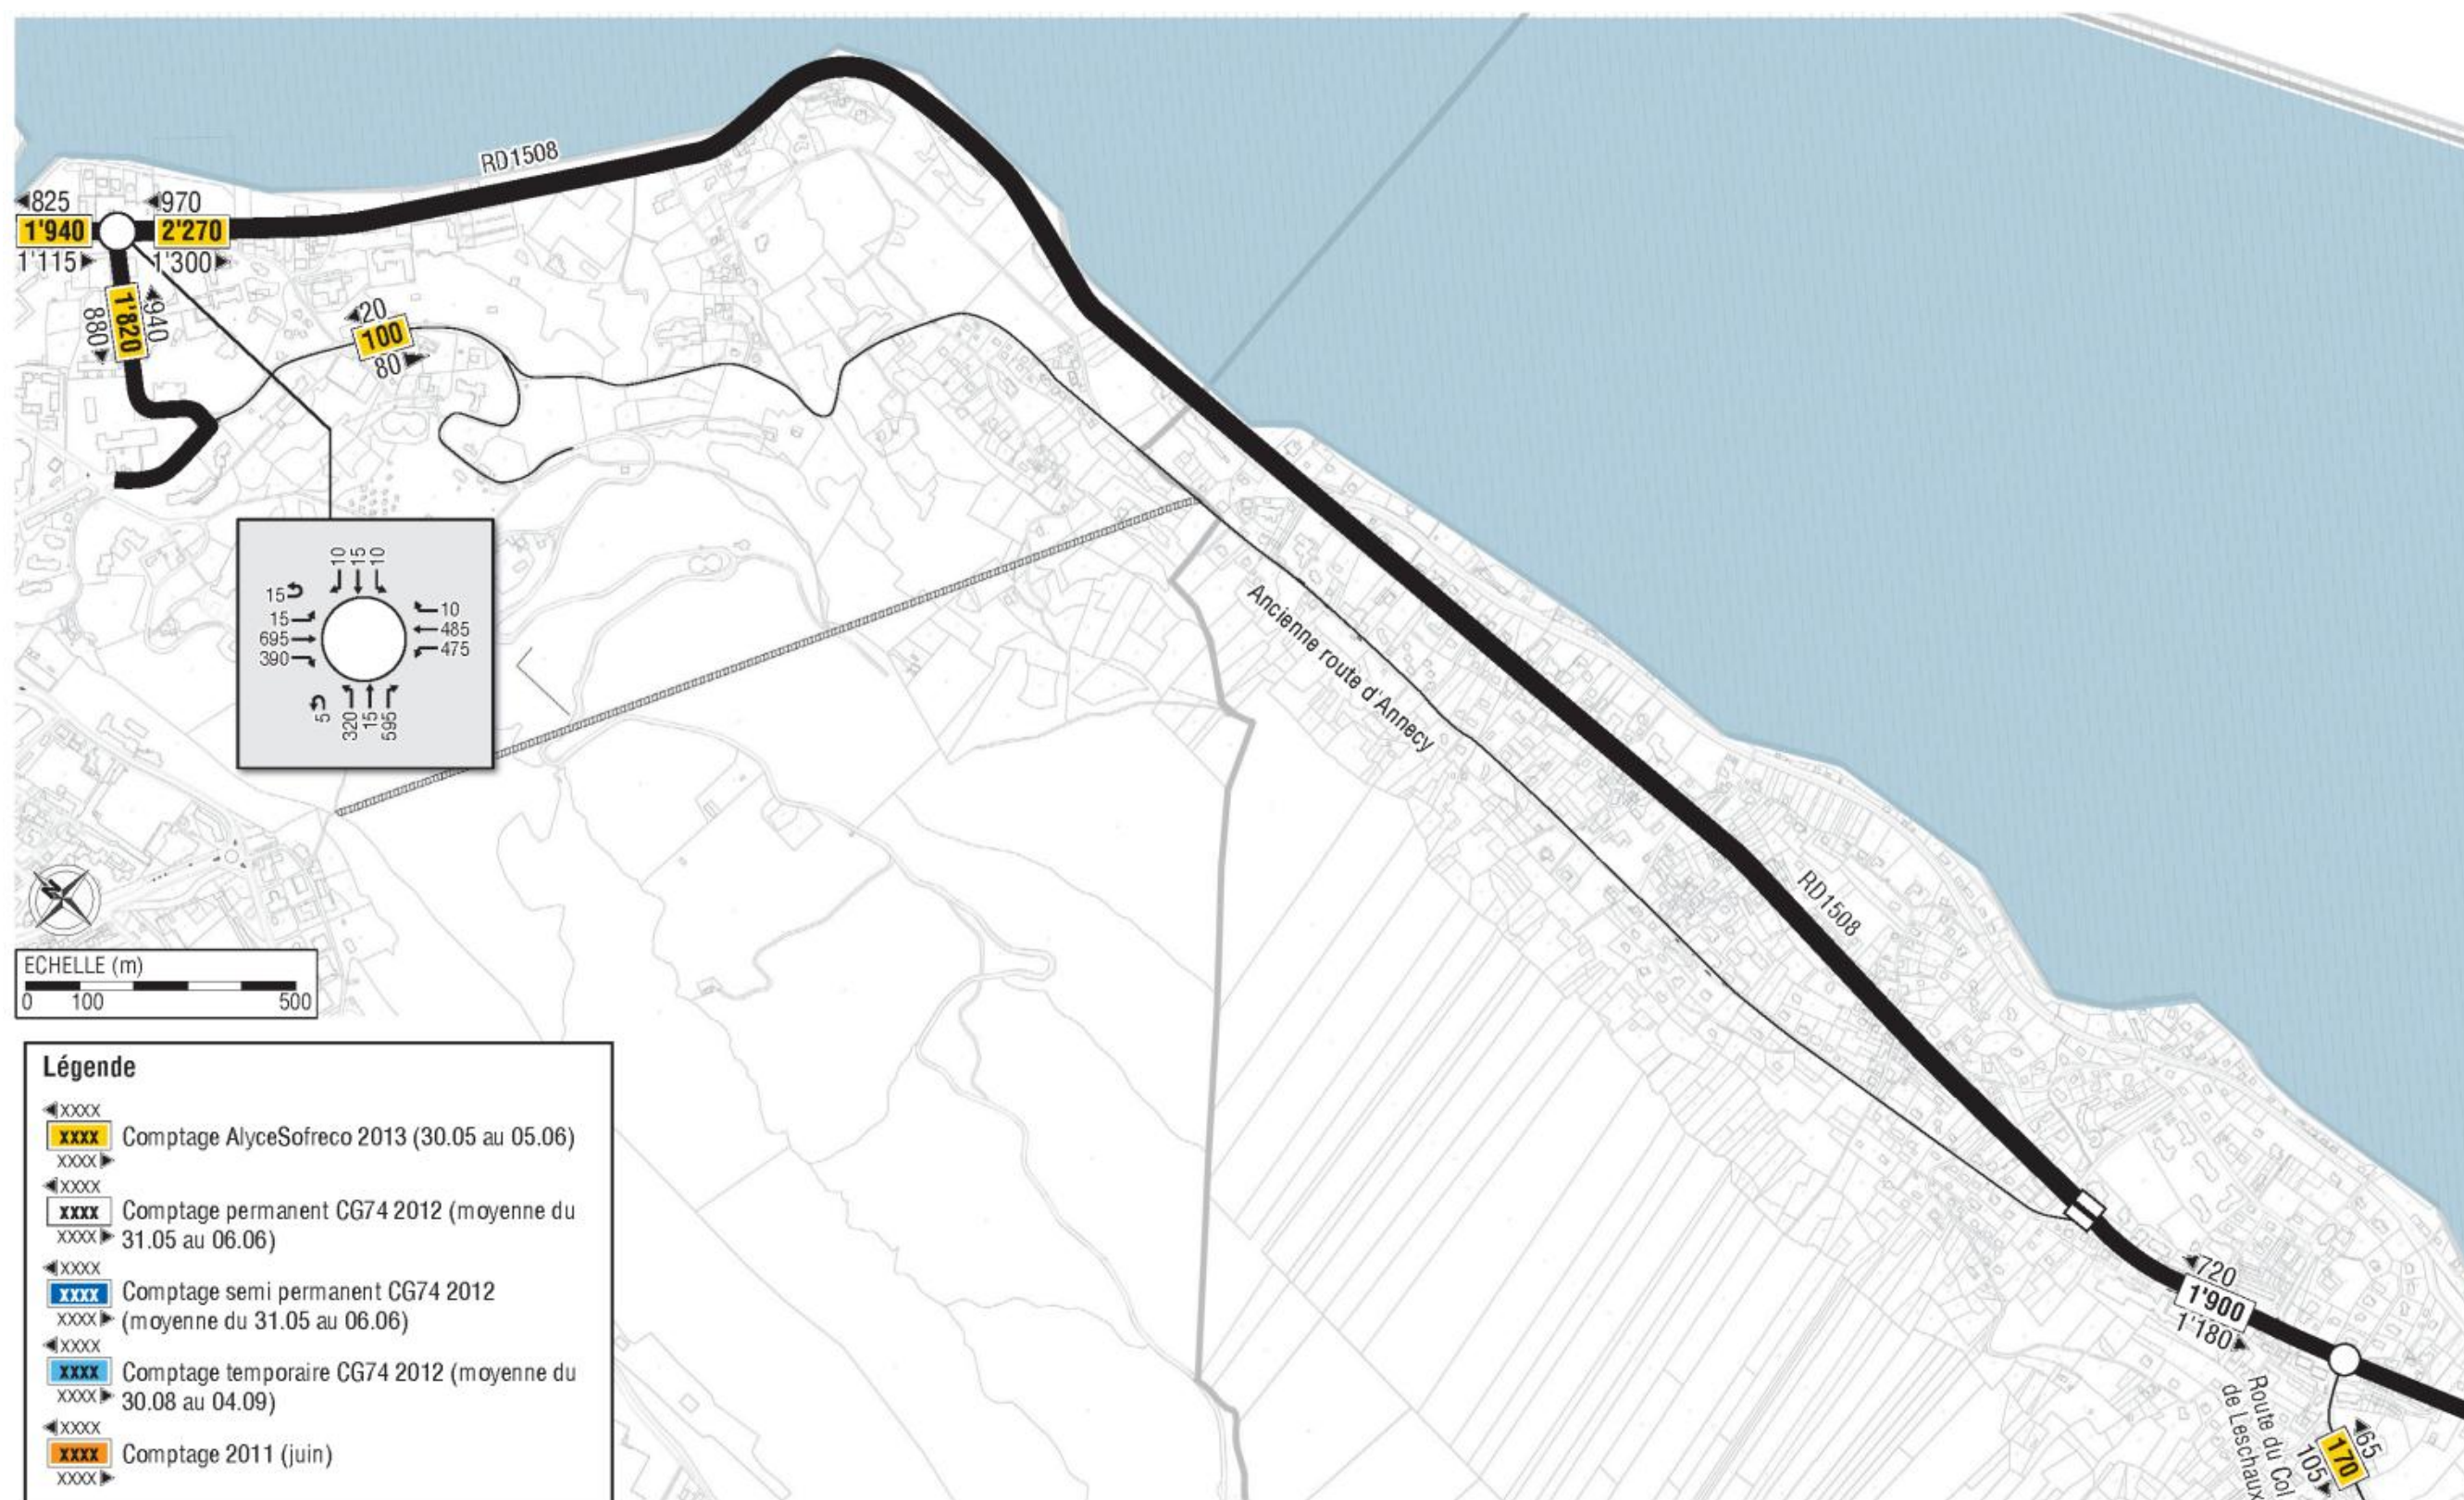 RD1508
◀825
1'940
1'115▶
◀970
2'270
1'300▶
880▶
1'820
◀940
◀20
100
80▶
10
15
10
15
15
695
390
10
485
475
5
320
15
595
Ancienne route d'Annecy
RD1508
N
ECHELLE (m)
0 100 500
Légende
◀xxxx
xxxx Comptage AlyceSofreco 2013 (30.05 au 05.06)
xxxx▶
◀xxxx
xxxx Comptage permanent CG74 2012 (moyenne du
xxxx▶ 31.05 au 06.06)
◀xxxx
xxxx Comptage semi permanent CG74 2012
xxxx▶ (moyenne du 31.05 au 06.06)
◀xxxx
xxxx Comptage temporaire CG74 2012 (moyenne du
xxxx▶ 30.08 au 04.09)
◀xxxx
xxxx Comptage 2011 (juin)
xxxx▶
◀720
1'900
1'180▶
Route du Col
de Leschaux
◀65
170
105▶